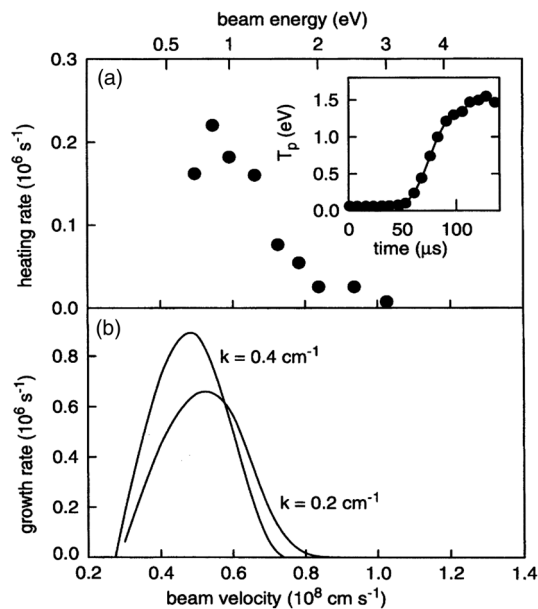 beam energy (eV)
0.5 1 2 3 4
(a)
0.3
0.2
0.1
0.0
heating rate (10⁶ s⁻¹)
1.5
1.0
0.5
0.0
Tₚ (eV)
0 50 100
time (μs)
(b)
0.8
0.6
0.4
0.2
0.0
growth rate (10⁶ s⁻¹)
k = 0.4 cm⁻¹
k = 0.2 cm⁻¹
0.2 0.4 0.6 0.8 1.0 1.2 1.4
beam velocity (10⁸ cm s⁻¹)